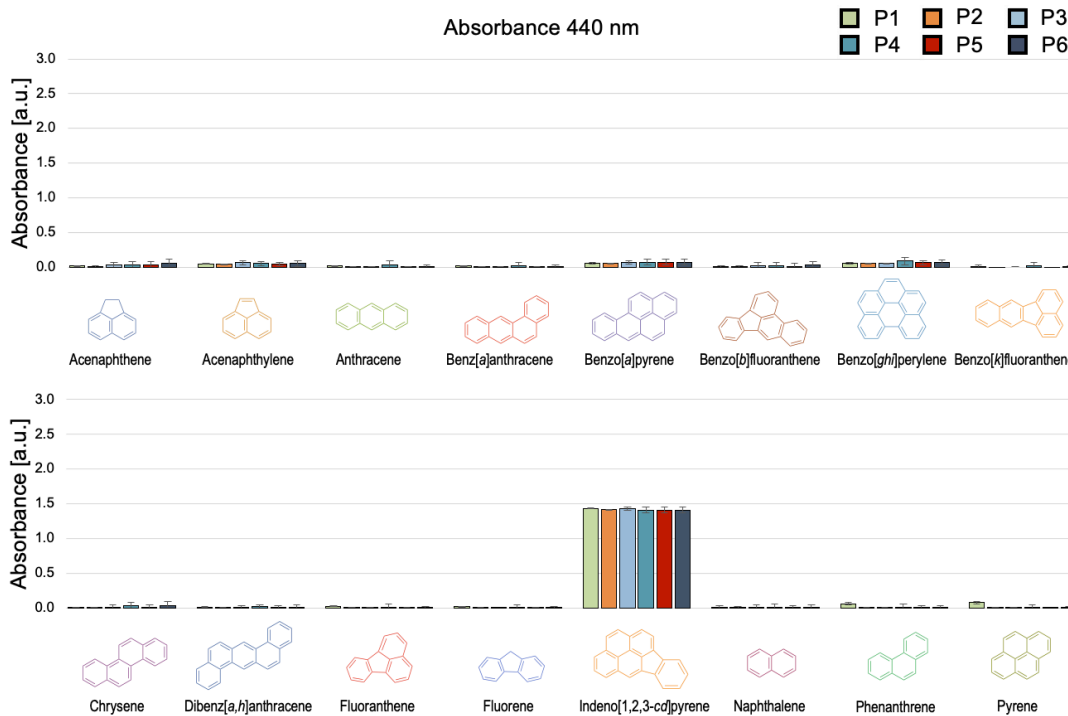 Absorbance 440 nm
P1 P2 P3
P4 P5 P6
Absorbance [a.u.]
3.0
2.5
2.0
1.5
1.0
0.5
0.0
Acenaphthene Acenaphthylene Anthracene Benz[a]anthracene Benzo[a]pyrene Benzo[b]fluoranthene Benzo[ghi]perylene Benzo[k]fluoranthene
Absorbance [a.u.]
3.0
2.5
2.0
1.5
1.0
0.5
0.0
Chrysene Dibenz[a,h]anthracene Fluoranthene Fluorene Indeno[1,2,3-cd]pyrene Naphthalene Phenanthrene Pyrene